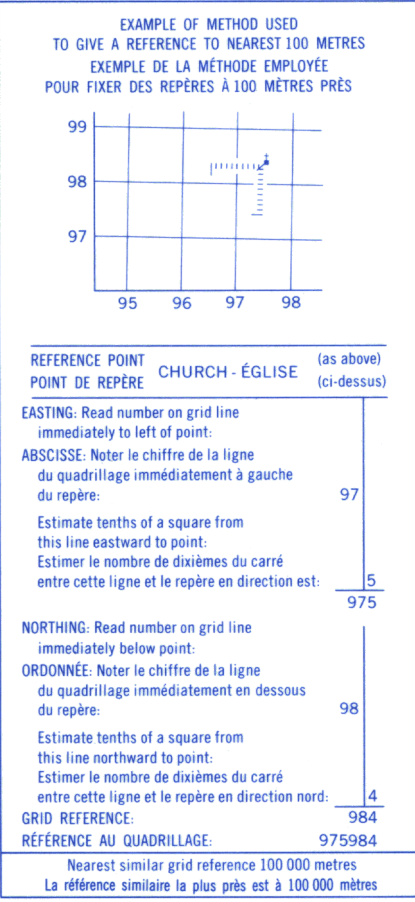 EXAMPLE OF METHOD USED
TO GIVE A REFERENCE TO NEAREST 100 METRES
EXEMPLE DE LA MÉTHODE EMPLOYÉE
POUR FIXER DES REPÈRES À 100 MÈTRES PRÈS
99
98
97
95 96 97 98
REFERENCE POINT
POINT DE REPÈRE
CHURCH - ÉGLISE
(as above)
(ci-dessus)
EASTING: Read number on grid line
immediately to left of point:
ABSCISSE: Noter le chiffre de la ligne
du quadrillage immédiatement à gauche
du repère: 97
Estimate tenths of a square from
this line eastward to point:
Estimer le nombre de dixièmes du carré
entre cette ligne et le repère en direction est: 5
975
NORTHING: Read number on grid line
immediately below point:
ORDONNÉE: Noter le chiffre de la ligne
du quadrillage immédiatement en dessous
du repère: 98
Estimate tenths of a square from
this line northward to point:
Estimer le nombre de dixièmes du carré
entre cette ligne et le repère en direction nord: 4
GRID REFERENCE: 984
RÉFÉRENCE AU QUADRILLAGE: 975984
Nearest similar grid reference 100 000 metres
La référence similaire la plus près est à 100 000 mètres